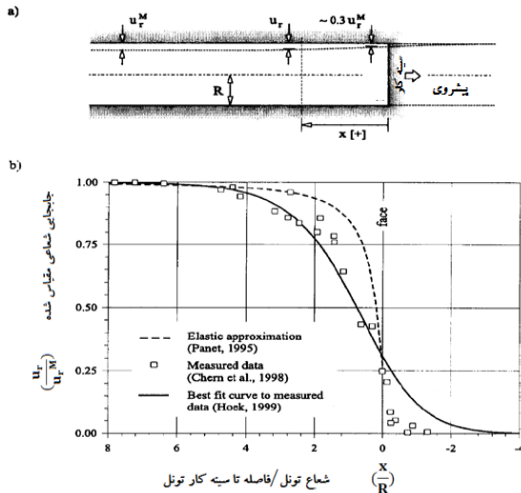 a)
u_r^M
u_r
~ 0.3 u_r^M
R
سینه کار
پیشروی
x [+]
b)
جابجایی شعاعی مقیاس شده
(u_r / u_r^M)
1.00
0.75
0.50
0.25
0.00
face
Elastic approximation
(Panet, 1995)
Measured data
(Chern et al., 1998)
Best fit curve to measured
data (Hoek, 1999)
8
6
4
2
0
-2
-4
شعاع تونل/فاصله تا سینه کار تونل
(x / R)